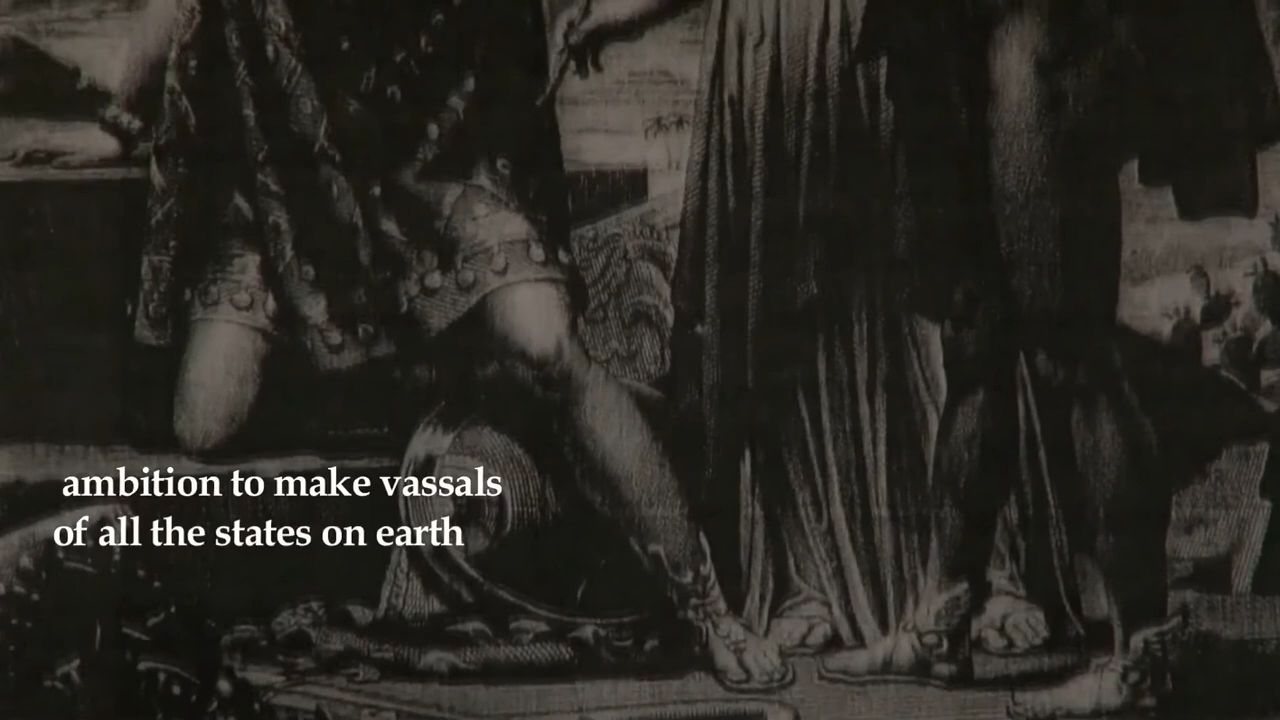 ambition to make vassals
of all the states on earth